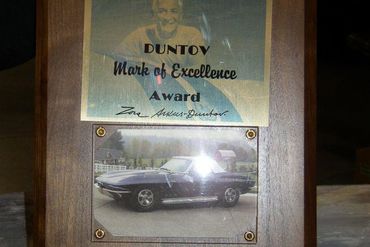 DUNTOV
Mark of Excellence
Award
Zora Arkus-Duntov